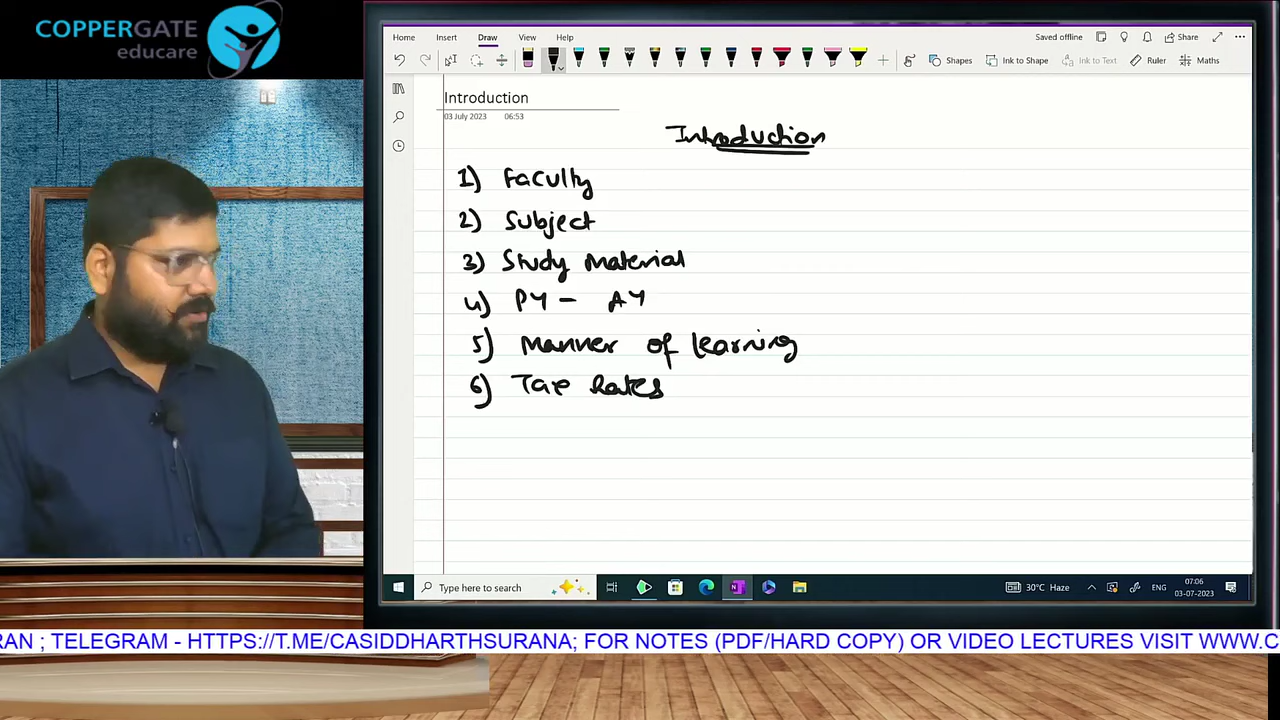 COPPERGATE
educare
Home Insert Draw View Help
Saved offline
Share
Shapes
Ink to Shape
Ink to Text
Ruler
Maths
Introduction
03 July 2023 06:53
Introduction
1) Faculty
2) Subject
3) Study Material
4) PY - AY
5) Manner of learning
6) Tax Rates
Type here to search
30°C Haze
ENG
07:06
03-07-2023
RAN ; TELEGRAM - HTTPS://T.ME/CASIDDHARTHSURANA; FOR NOTES (PDF/HARD COPY) OR VIDEO LECTURES VISIT WWW.C